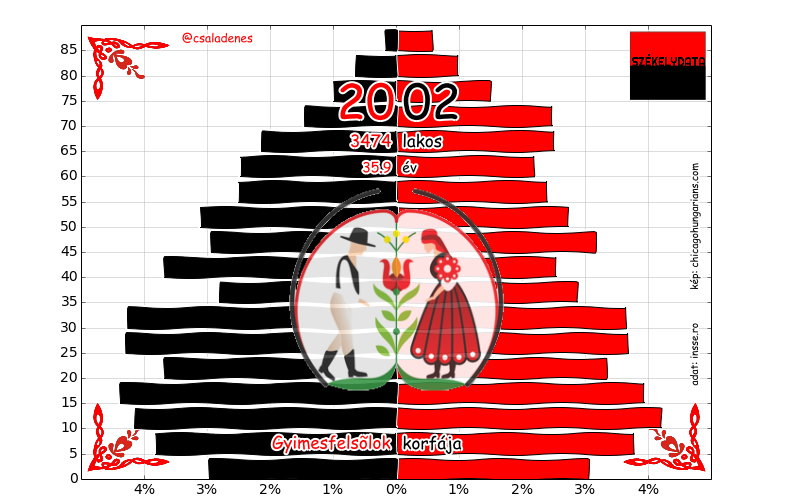 @csaladenes
SZÉKELYDATA
2002
3474 lakos
35.9 év
kép: chicagohungarians.com
adat: insse.ro
Gyimesfelsõlok korfája
85
80
75
70
65
60
55
50
45
40
35
30
25
20
15
10
5
0
4% 3% 2% 1% 0% 1% 2% 3% 4%